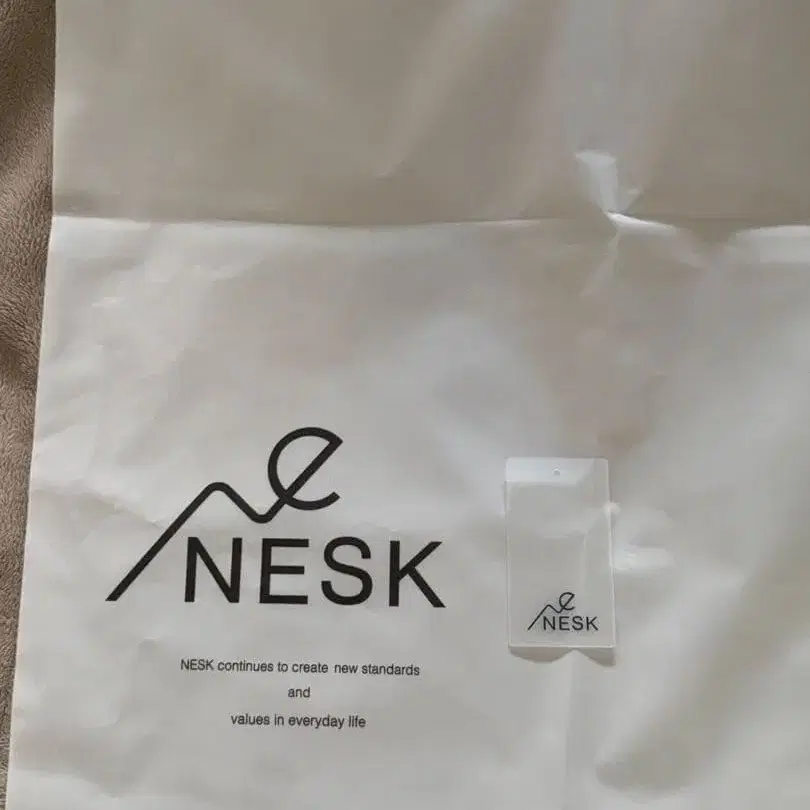 NESK
NESK continues to create new standards
and
values in everyday life
NESK